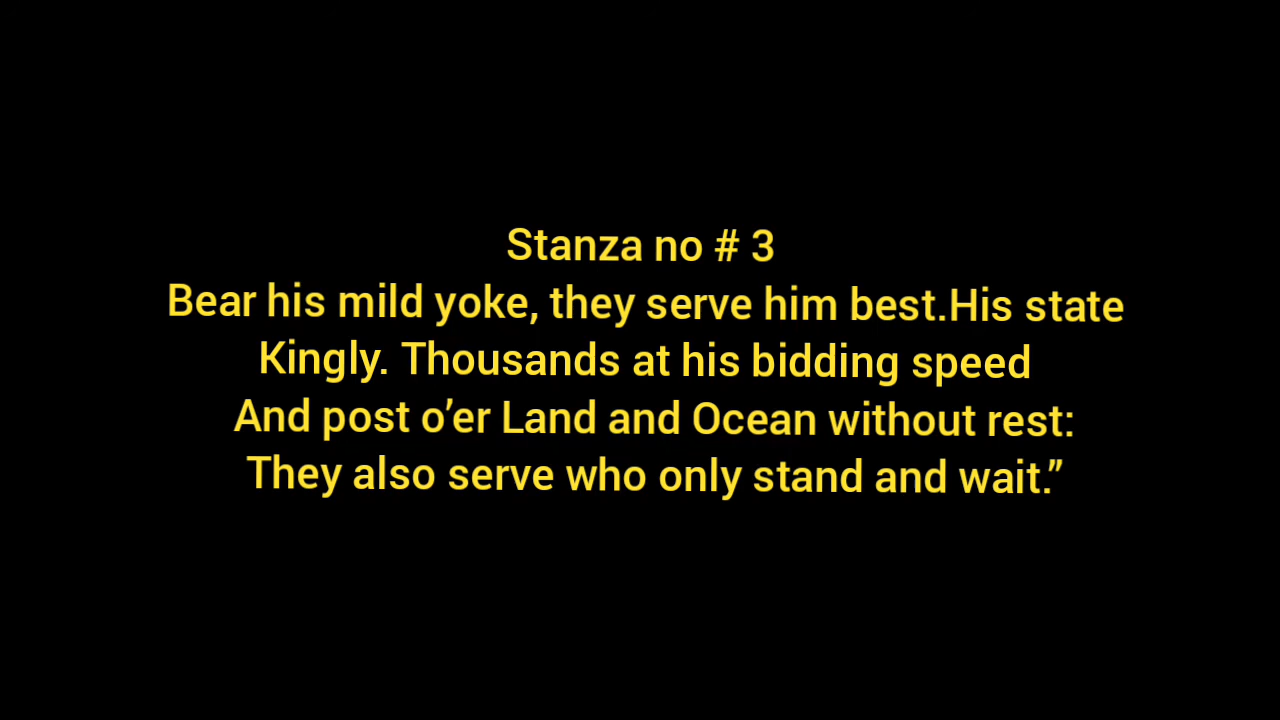 Stanza no # 3
Bear his mild yoke, they serve him best.His state
Kingly. Thousands at his bidding speed
And post o’er Land and Ocean without rest:
They also serve who only stand and wait.”